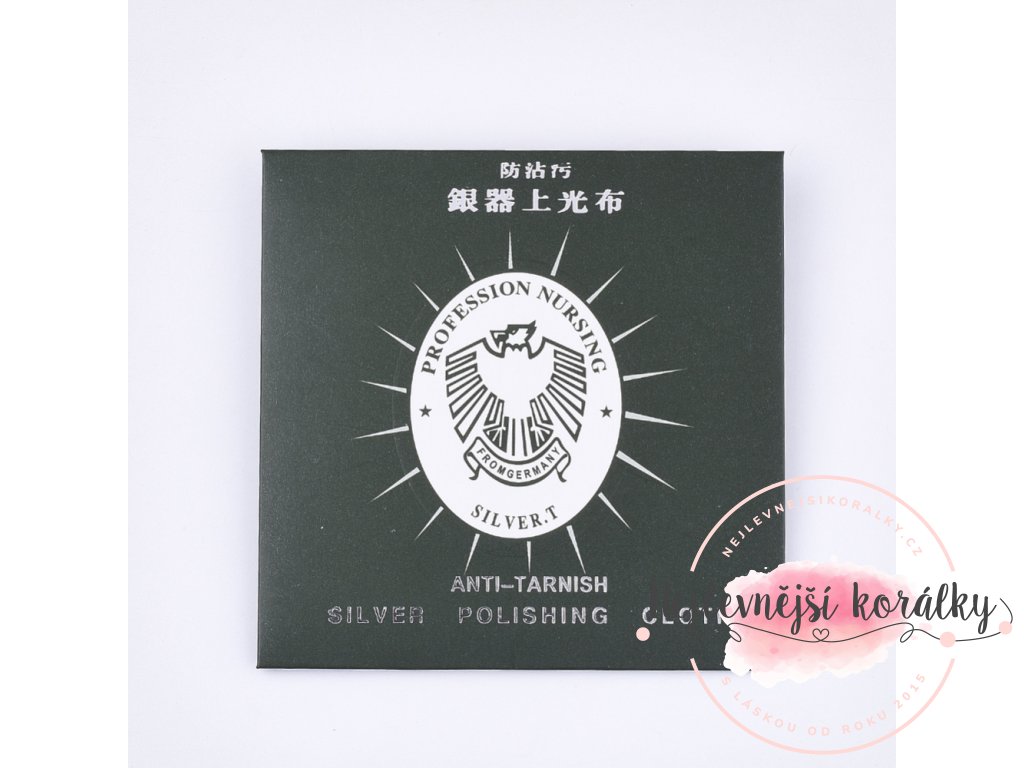 防沾污
銀器上光布
PROFESSION NURSING
FROMGERMANY
SILVER.T
ANTI-TARNISH
SILVER POLISHING
NEJLEVNEJSIKORALKY.CZ
korálky
S LÁSKOU OD ROKU 2015